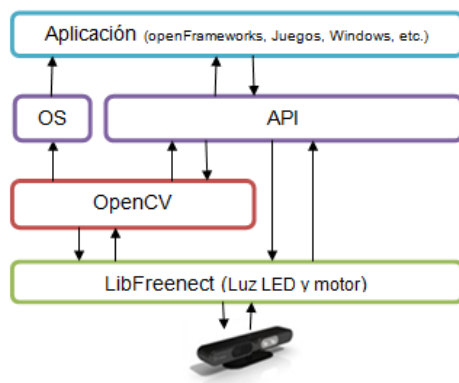 Aplicación (openFrameworks, Juegos, Windows, etc.)
OS
API
OpenCV
LibFreenect (Luz LED y motor)